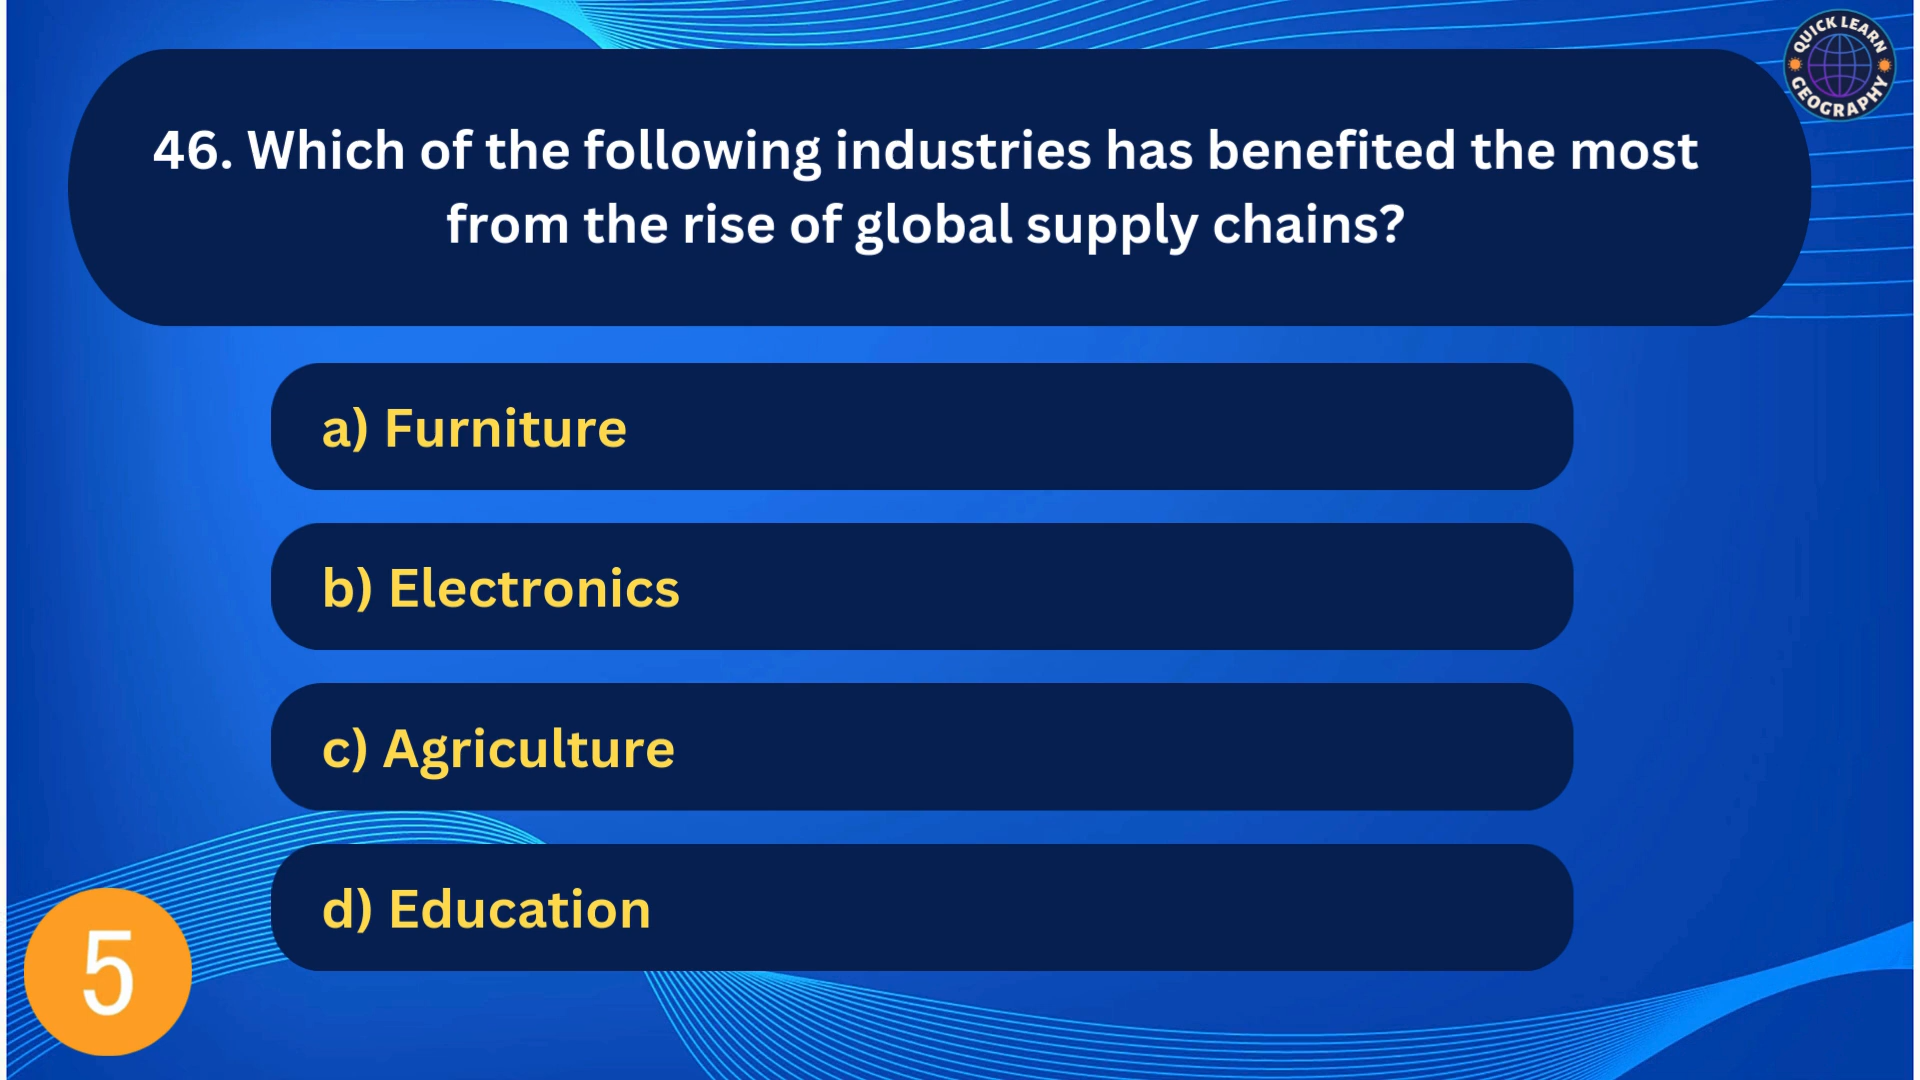 QUICK LEARN
GEOGRAPHY
46. Which of the following industries has benefited the most
from the rise of global supply chains?
a) Furniture
b) Electronics
c) Agriculture
d) Education
5